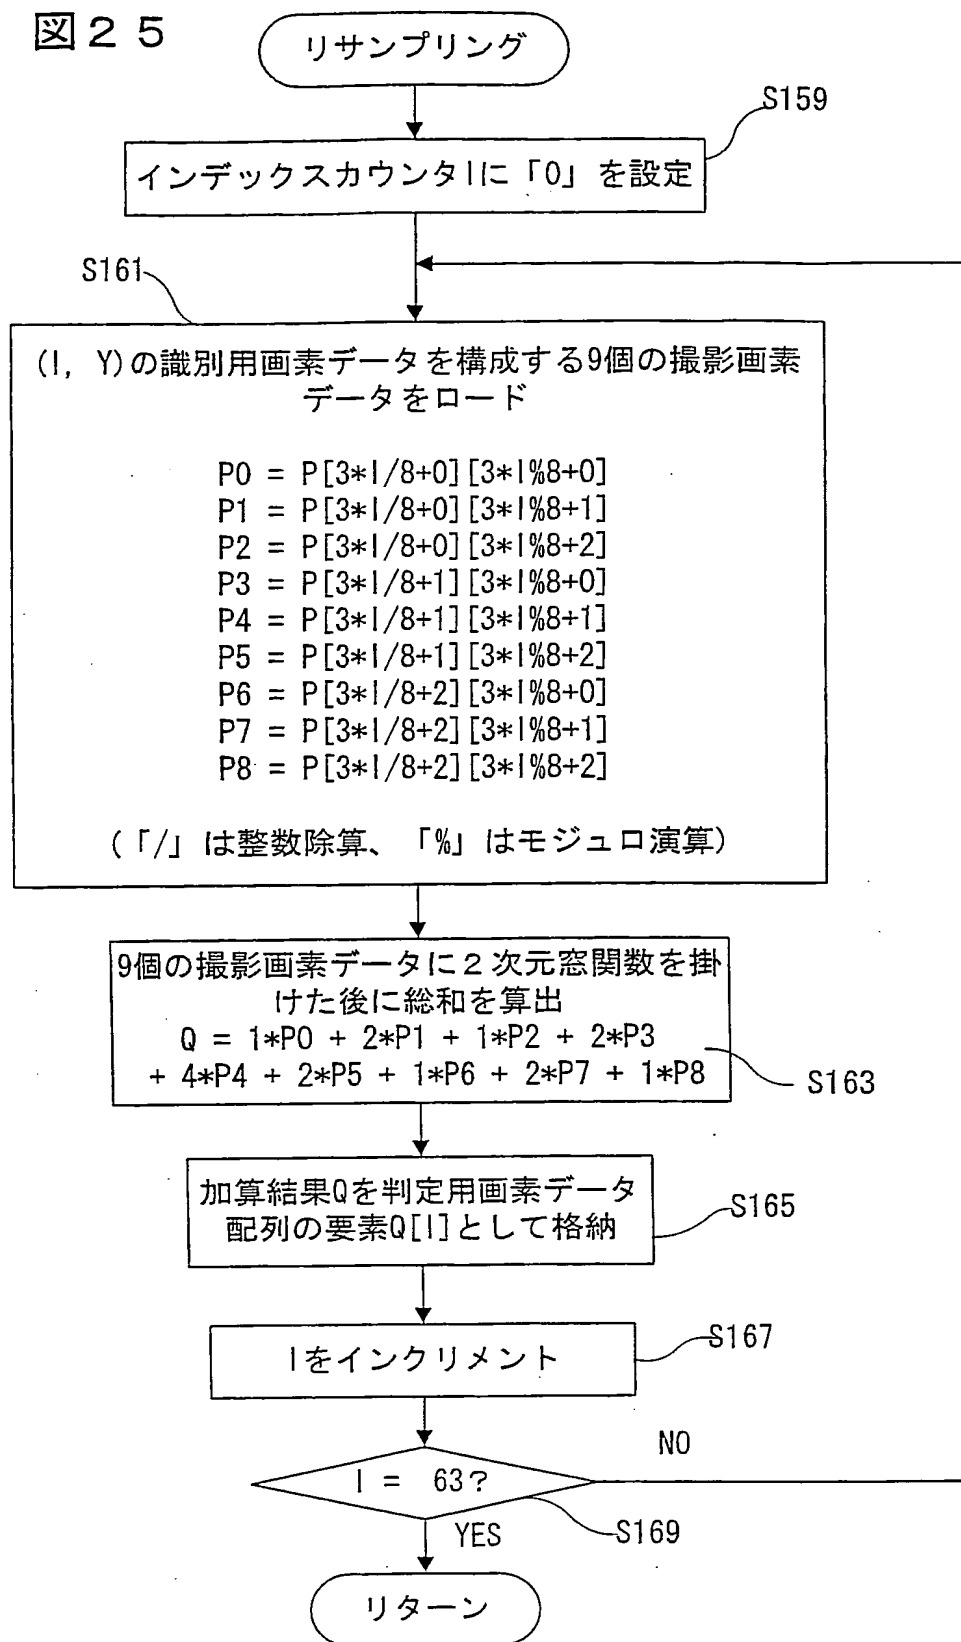 図２５
リサンプリング
S159
インデックスカウンタIに「0」を設定
S161
(I, Y)の識別用画素データを構成する9個の撮影画素
データをロード
P0 = P[3*I/8+0][3*I%8+0]
P1 = P[3*I/8+0][3*I%8+1]
P2 = P[3*I/8+0][3*I%8+2]
P3 = P[3*I/8+1][3*I%8+0]
P4 = P[3*I/8+1][3*I%8+1]
P5 = P[3*I/8+1][3*I%8+2]
P6 = P[3*I/8+2][3*I%8+0]
P7 = P[3*I/8+2][3*I%8+1]
P8 = P[3*I/8+2][3*I%8+2]
(「/」は整数除算、「%」はモジュロ演算)
9個の撮影画素データに２次元窓関数を掛
けた後に総和を算出
Q = 1*P0 + 2*P1 + 1*P2 + 2*P3
+ 4*P4 + 2*P5 + 1*P6 + 2*P7 + 1*P8
S163
加算結果Qを判定用画素データ
配列の要素Q[I]として格納
S165
Iをインクリメント
S167
I = 63?
NO
S169
YES
リターン